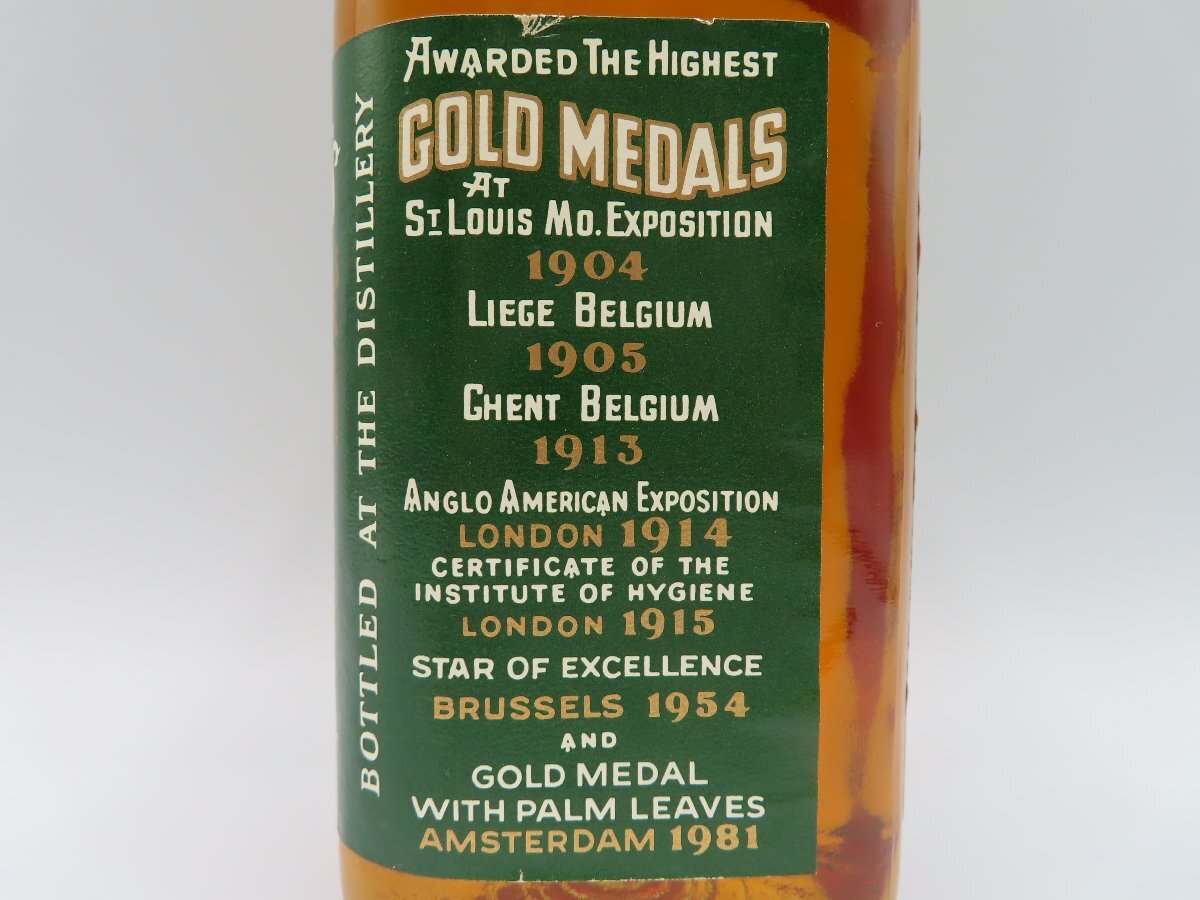 AWARDED THE HIGHEST
GOLD MEDALS
AT
ST LOUIS MO. EXPOSITION
1904
LIEGE BELGIUM
1905
GHENT BELGIUM
1913
ANGLO AMERICAN EXPOSITION
LONDON 1914
CERTIFICATE OF THE
INSTITUTE OF HYGIENE
LONDON 1915
STAR OF EXCELLENCE
BRUSSELS 1954
AND
GOLD MEDAL
WITH PALM LEAVES
AMSTERDAM 1981
BOTTLED AT THE DISTILLERY